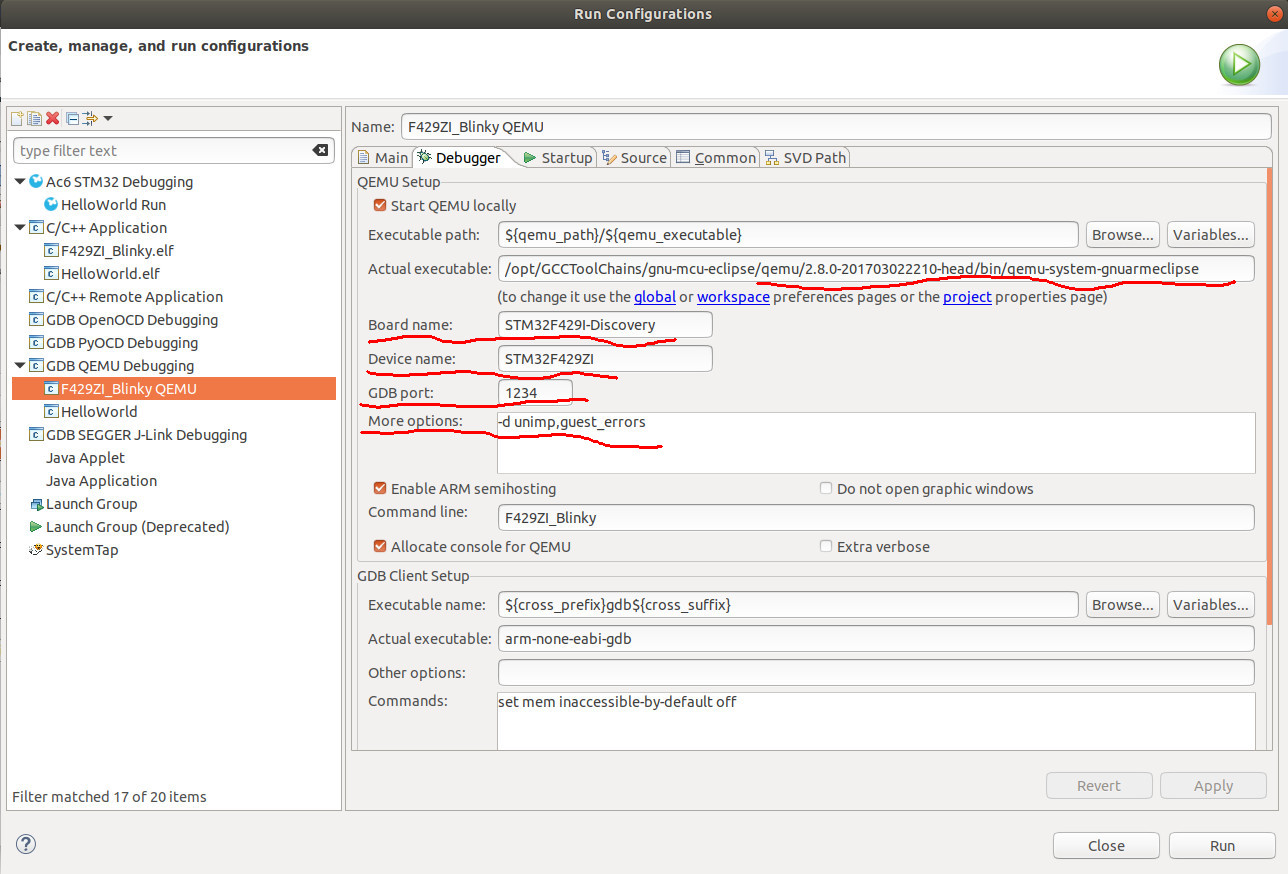 Run Configurations
Create, manage, and run configurations
type filter text
Ac6 STM32 Debugging
HelloWorld Run
C/C++ Application
F429ZI_Blinky.elf
HelloWorld.elf
C/C++ Remote Application
GDB OpenOCD Debugging
GDB PyOCD Debugging
GDB QEMU Debugging
F429ZI_Blinky QEMU
HelloWorld
GDB SEGGER J-Link Debugging
Java Applet
Java Application
Launch Group
Launch Group (Deprecated)
SystemTap
Filter matched 17 of 20 items
Name: F429ZI_Blinky QEMU
Main Debugger Startup Source Common SVD Path
QEMU Setup
Start QEMU locally
Executable path: ${qemu_path}/${qemu_executable} Browse... Variables...
Actual executable: /opt/GCCToolChains/gnu-mcu-eclipse/qemu/2.8.0-201703022210-head/bin/qemu-system-gnuarmeclipse
(to change it use the global or workspace preferences pages or the project properties page)
Board name: STM32F429I-Discovery
Device name: STM32F429ZI
GDB port: 1234
More options: -d unimp,guest_errors
Enable ARM semihosting Do not open graphic windows
Command line: F429ZI_Blinky
Allocate console for QEMU Extra verbose
GDB Client Setup
Executable name: ${cross_prefix}gdb${cross_suffix} Browse... Variables...
Actual executable: arm-none-eabi-gdb
Other options:
Commands: set mem inaccessible-by-default off
Revert Apply
? Close Run